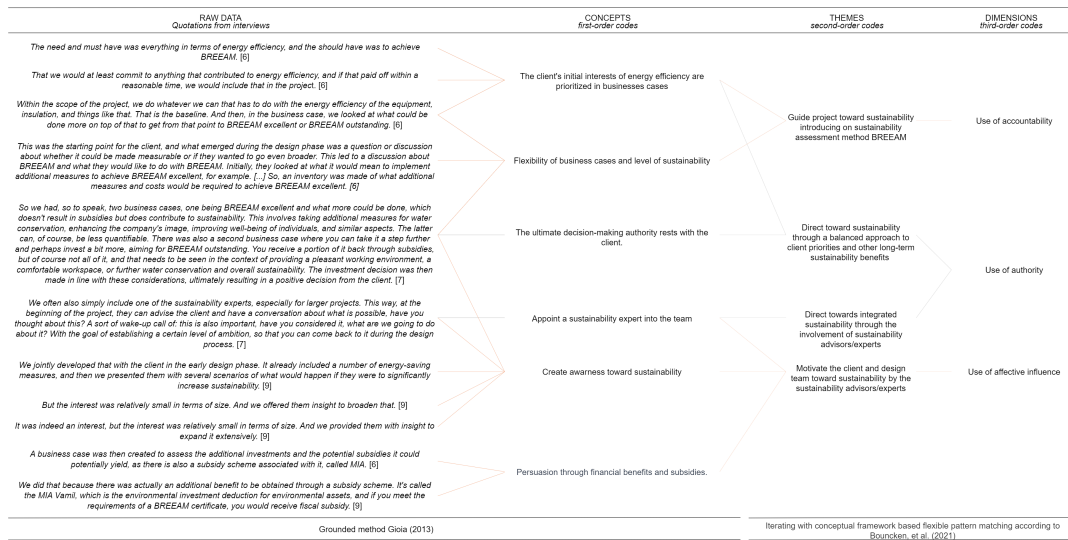 RAW DATA
Quotations from interviews
CONCEPTS
first-order codes
THEMES
second-order codes
DIMENSIONS
third-order codes
The need and must have was everything in terms of energy efficiency, and the should have was to achieve
BREEAM. [6]
That we would at least commit to anything that contributed to energy efficiency, and if that paid off within a
reasonable time, we would include that in the project. [6]
Within the scope of the project, we do whatever we can that has to do with the energy efficiency of the equipment,
insulation, and things like that. That is the baseline. And then, in the business case, we looked at what could be
done more on top of that to get from that point to BREEAM excellent or BREEAM outstanding. [6]
This was the starting point for the client, and what emerged during the design phase was a question or discussion
about whether it could be made measurable or if they wanted to go even broader. This led to a discussion about
BREEAM and what they would like to do with BREEAM. Initially, they looked at what it would mean to implement
additional measures to achieve BREEAM excellent, for example. [...] So, an inventory was made of what additional
measures and costs would be required to achieve BREEAM excellent. [6]
So we had, so to speak, two business cases, one being BREEAM excellent and what more could be done, which
doesn't result in subsidies but does contribute to sustainability. This involves taking additional measures for water
conservation, enhancing the company's image, improving well-being of individuals, and similar aspects. The latter
can, of course, be less quantifiable. There was also a second business case where you can take it a step further
and perhaps invest a bit more, aiming for BREEAM outstanding. You receive a portion of it back through subsidies,
but of course not all of it, and that needs to be seen in the context of providing a pleasant working environment, a
comfortable workspace, or further water conservation and overall sustainability. The investment decision was then
made in line with these considerations, ultimately resulting in a positive decision from the client. [7]
We often also simply include one of the sustainability experts, especially for larger projects. This way, at the
beginning of the project, they can advise the client and have a conversation about what is possible, have you
thought about this? A sort of wake-up call of: this is also important, have you considered it, what are we going to do
about it? With the goal of establishing a certain level of ambition, so that you can come back to it during the design
process. [7]
We jointly developed that with the client in the early design phase. It already included a number of energy-saving
measures, and then we presented them with several scenarios of what would happen if they were to significantly
increase sustainability. [9]
But the interest was relatively small in terms of size. And we offered them insight to broaden that. [9]
It was indeed an interest, but the interest was relatively small in terms of size. And we provided them with insight to
expand it extensively. [9]
A business case was then created to assess the additional investments and the potential subsidies it could
potentially yield, as there is also a subsidy scheme associated with it, called MIA. [6]
We did that because there was actually an additional benefit to be obtained through a subsidy scheme. It's called
the MIA Vamil, which is the environmental investment deduction for environmental assets, and if you meet the
requirements of a BREEAM certificate, you would receive fiscal subsidy. [9]
The client's initial interests of energy efficiency are
prioritized in businesses cases
Flexibility of business cases and level of sustainability
The ultimate decision-making authority rests with the
client.
Appoint a sustainability expert into the team
Create awarness toward sustainability
Persuasion through financial benefits and subsidies.
Guide project toward sustainability
introducing on sustainability
assessment method BREEAM
Direct toward sustainability
through a balanced approach to
client priorities and other long-term
sustainability benefits
Direct towards integrated
sustainability through the
involvement of sustainability
advisors/experts
Motivate the client and design
team toward sustainability by the
sustainability advisors/experts
Use of accountability
Use of authority
Use of affective influence
Grounded method Gioia (2013)
Iterating with conceptual framework based flexible pattern matching according to
Bouncken, et al. (2021)